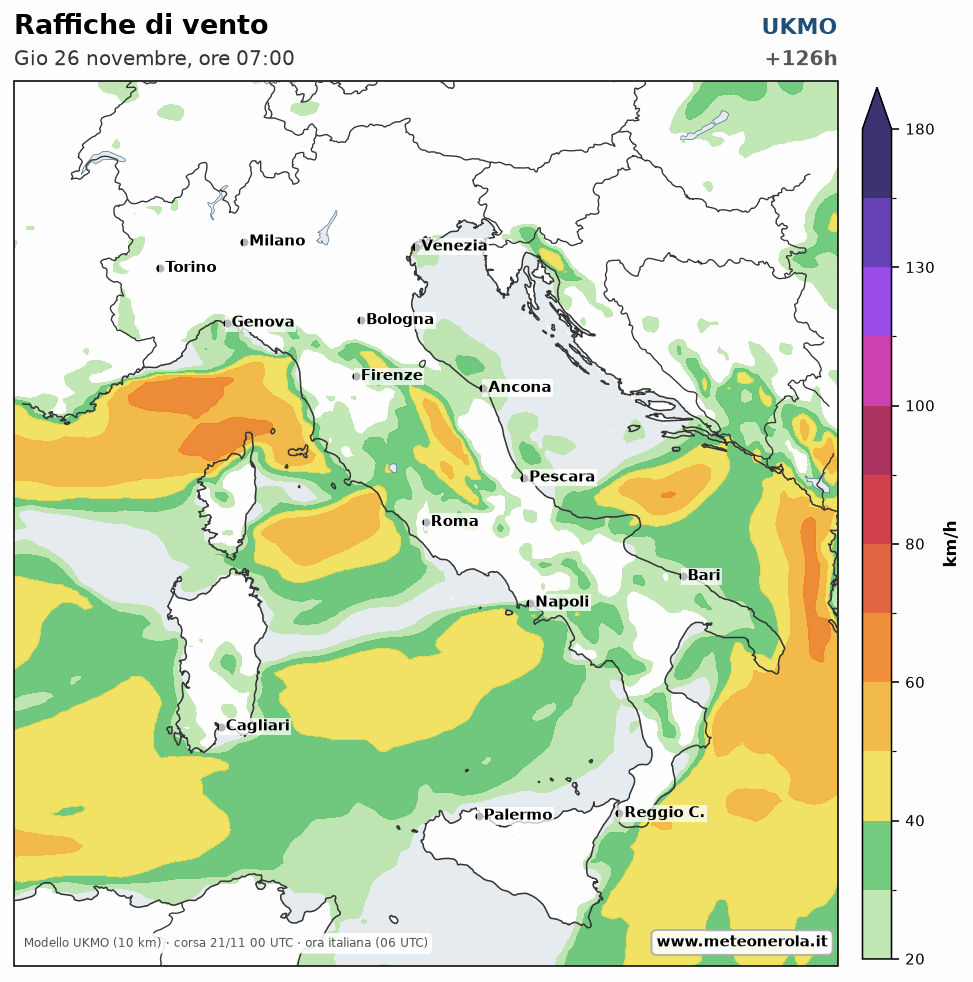 Raffiche di vento
UKMO
Gio 26 novembre, ore 07:00
+126h
180
130
100
80
60
40
20
km/h
Venezia
Milano
Torino
Genova
Bologna
Firenze
Ancona
Pescara
Roma
Bari
Napoli
Cagliari
Palermo
Reggio C.
Modello UKMO (10 km) · corsa 21/11 00 UTC · ora italiana (06 UTC)
www.meteonerola.it